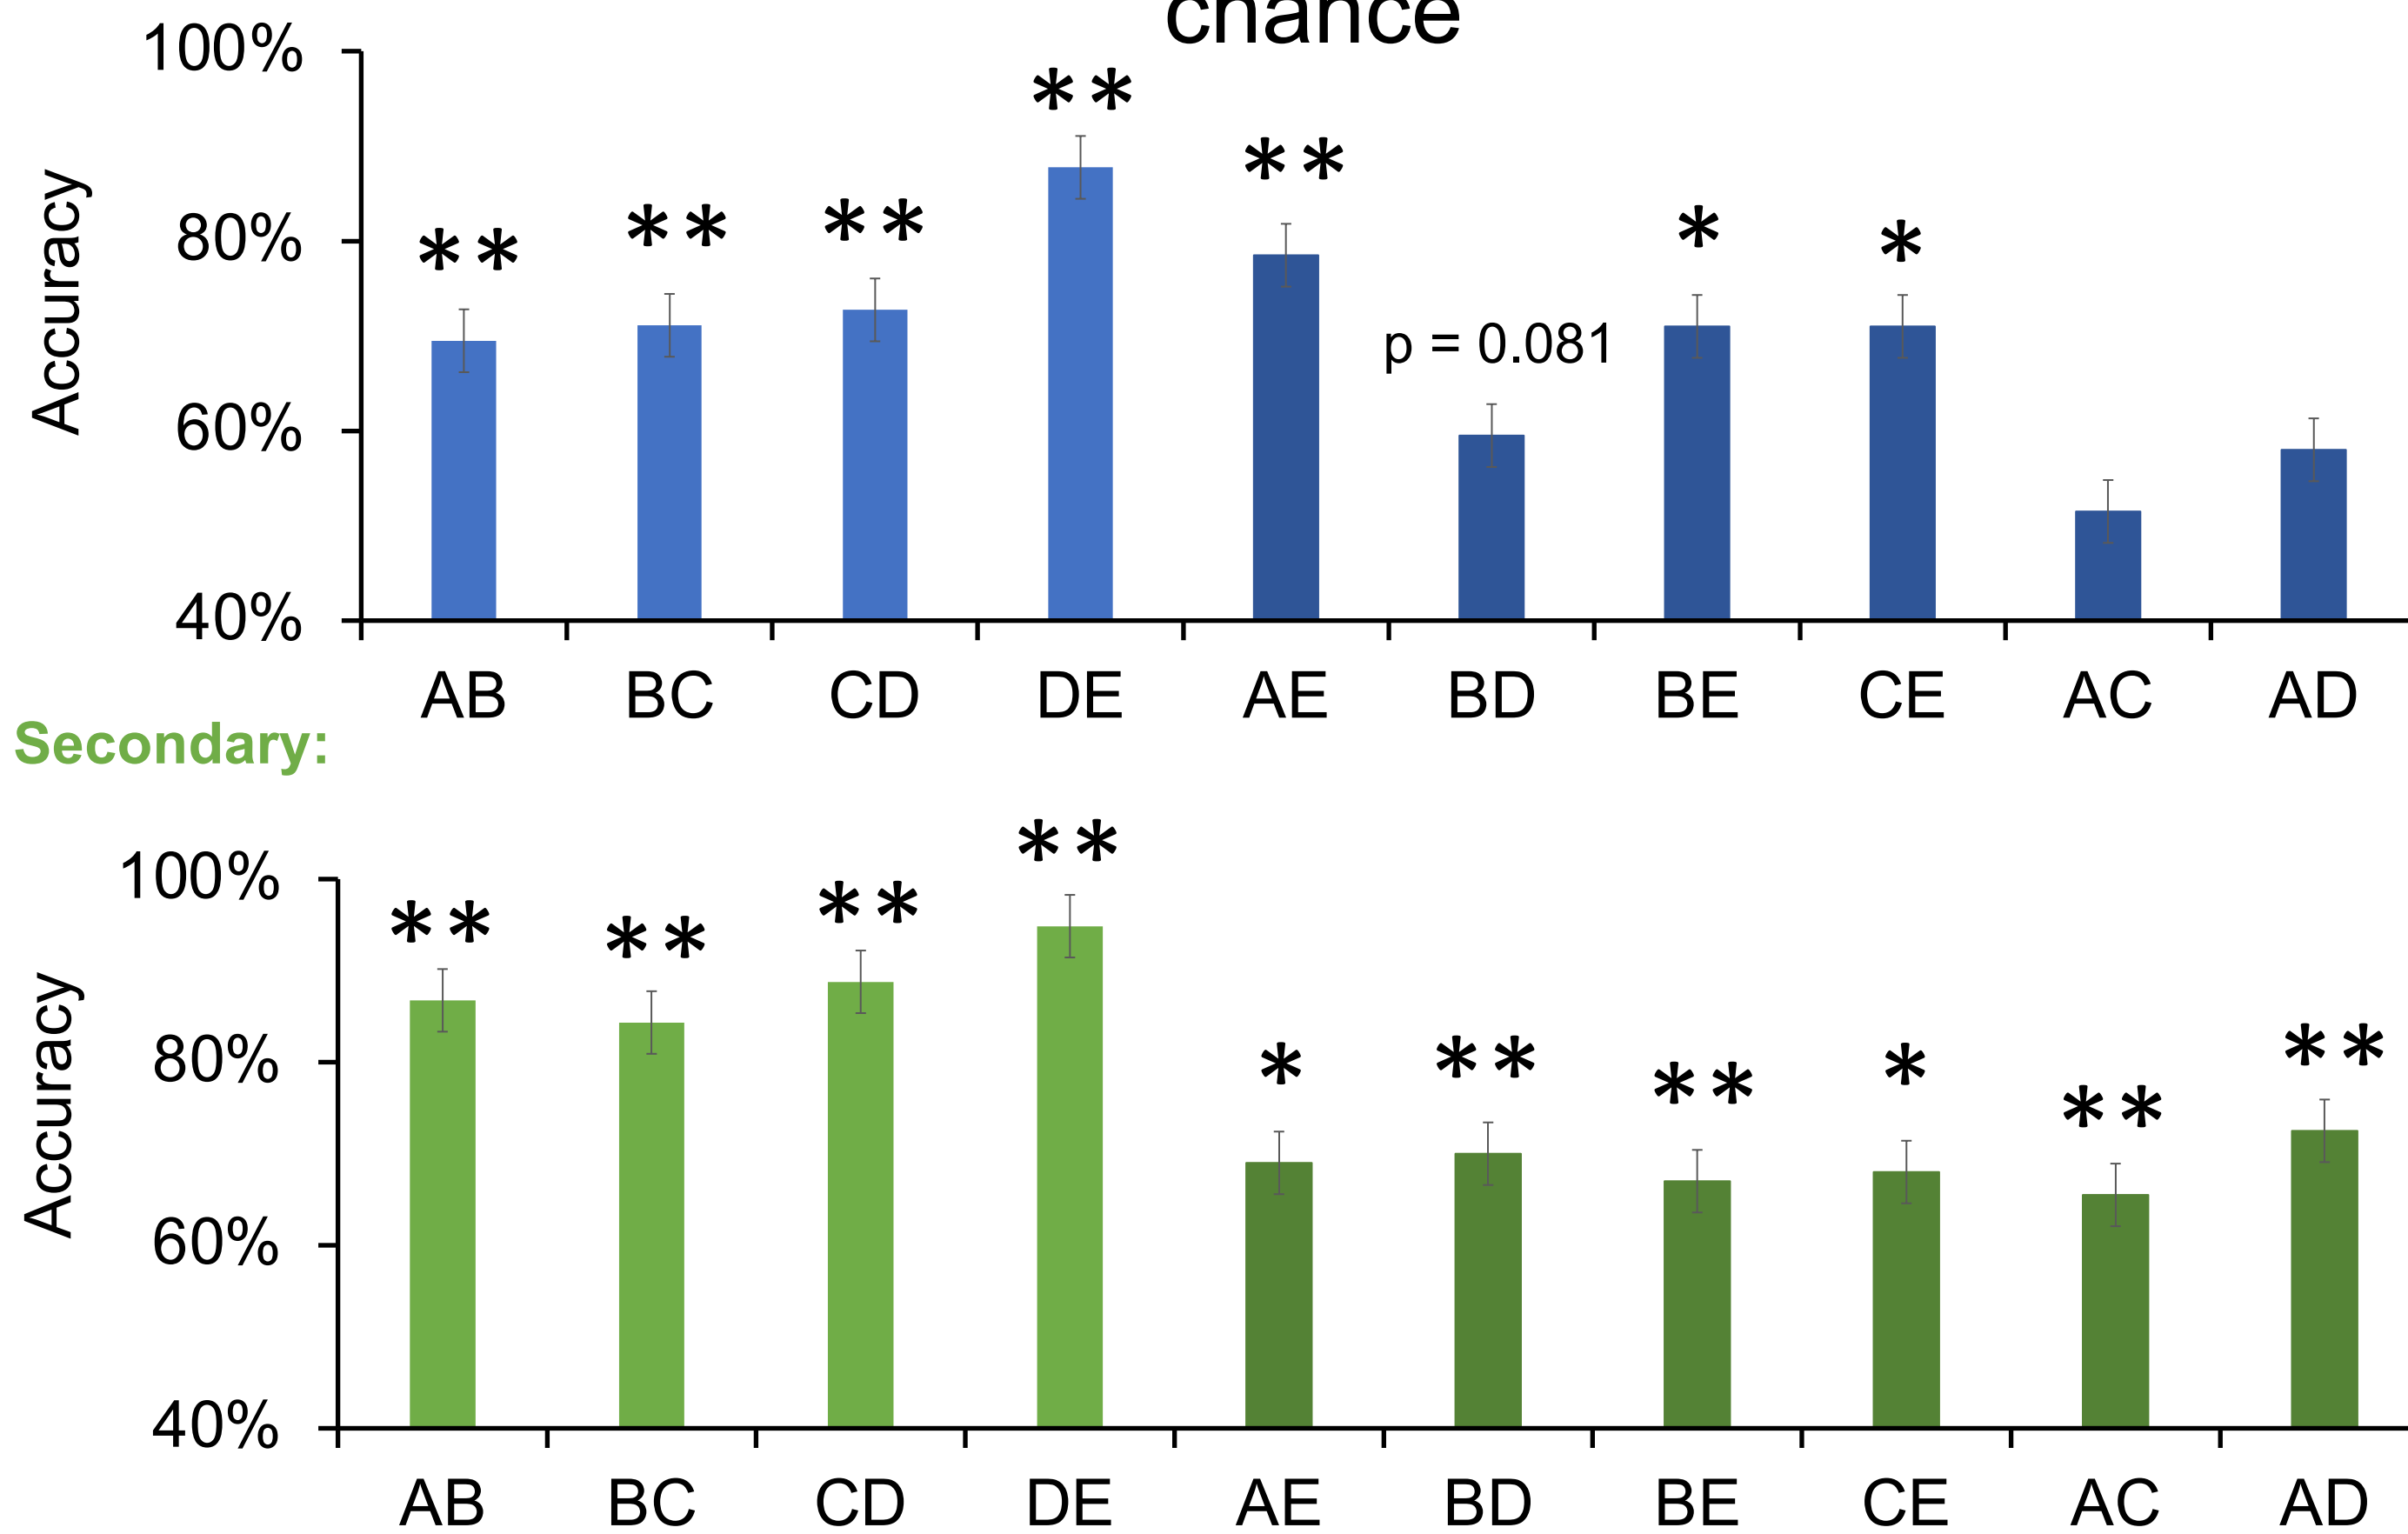 chance
100%
80%
60%
40%
Accuracy
** ** ** ** ** p = 0.081 * *
AB BC CD DE AE BD BE CE AC AD
Secondary:
100%
80%
60%
40%
Accuracy
** ** ** ** * ** ** * ** **
AB BC CD DE AE BD BE CE AC AD